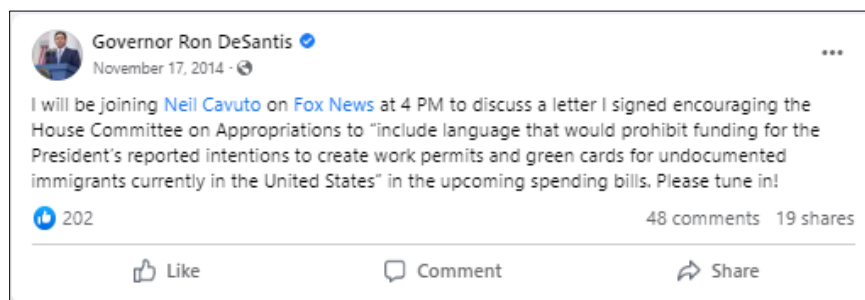 Governor Ron DeSantis
November 17, 2014 ·
I will be joining Neil Cavuto on Fox News at 4 PM to discuss a letter I signed encouraging the
House Committee on Appropriations to “include language that would prohibit funding for the
President’s reported intentions to create work permits and green cards for undocumented
immigrants currently in the United States” in the upcoming spending bills. Please tune in!
202
48 comments 19 shares
Like Comment Share